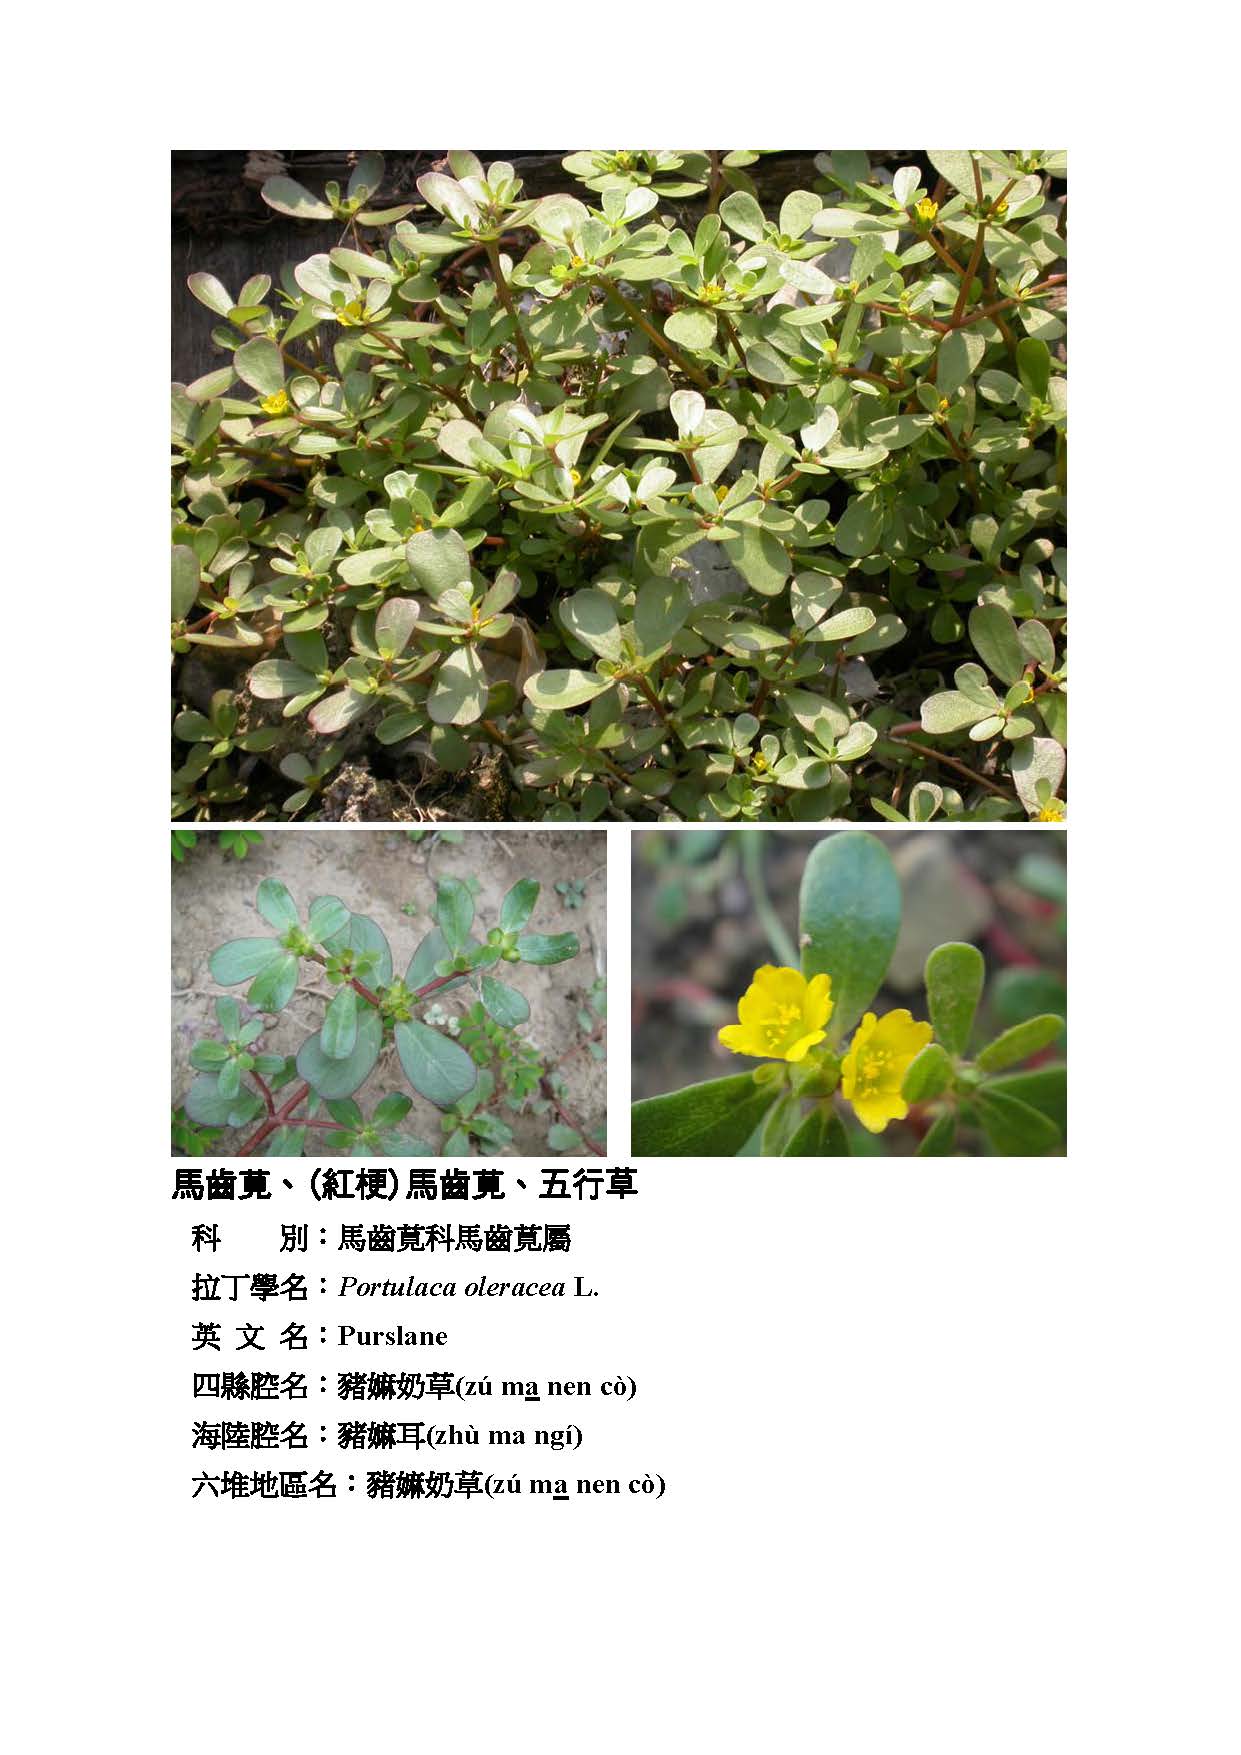 馬齒莧、(紅梗)馬齒莧、五行草
科　　別：馬齒莧科馬齒莧屬
拉丁學名：Portulaca oleracea L.
英 文 名：Purslane
四縣腔名：豬嫲奶草(zú ma nen cò)
海陸腔名：豬嫲耳(zhù ma ngí)
六堆地區名：豬嫲奶草(zú ma nen cò)